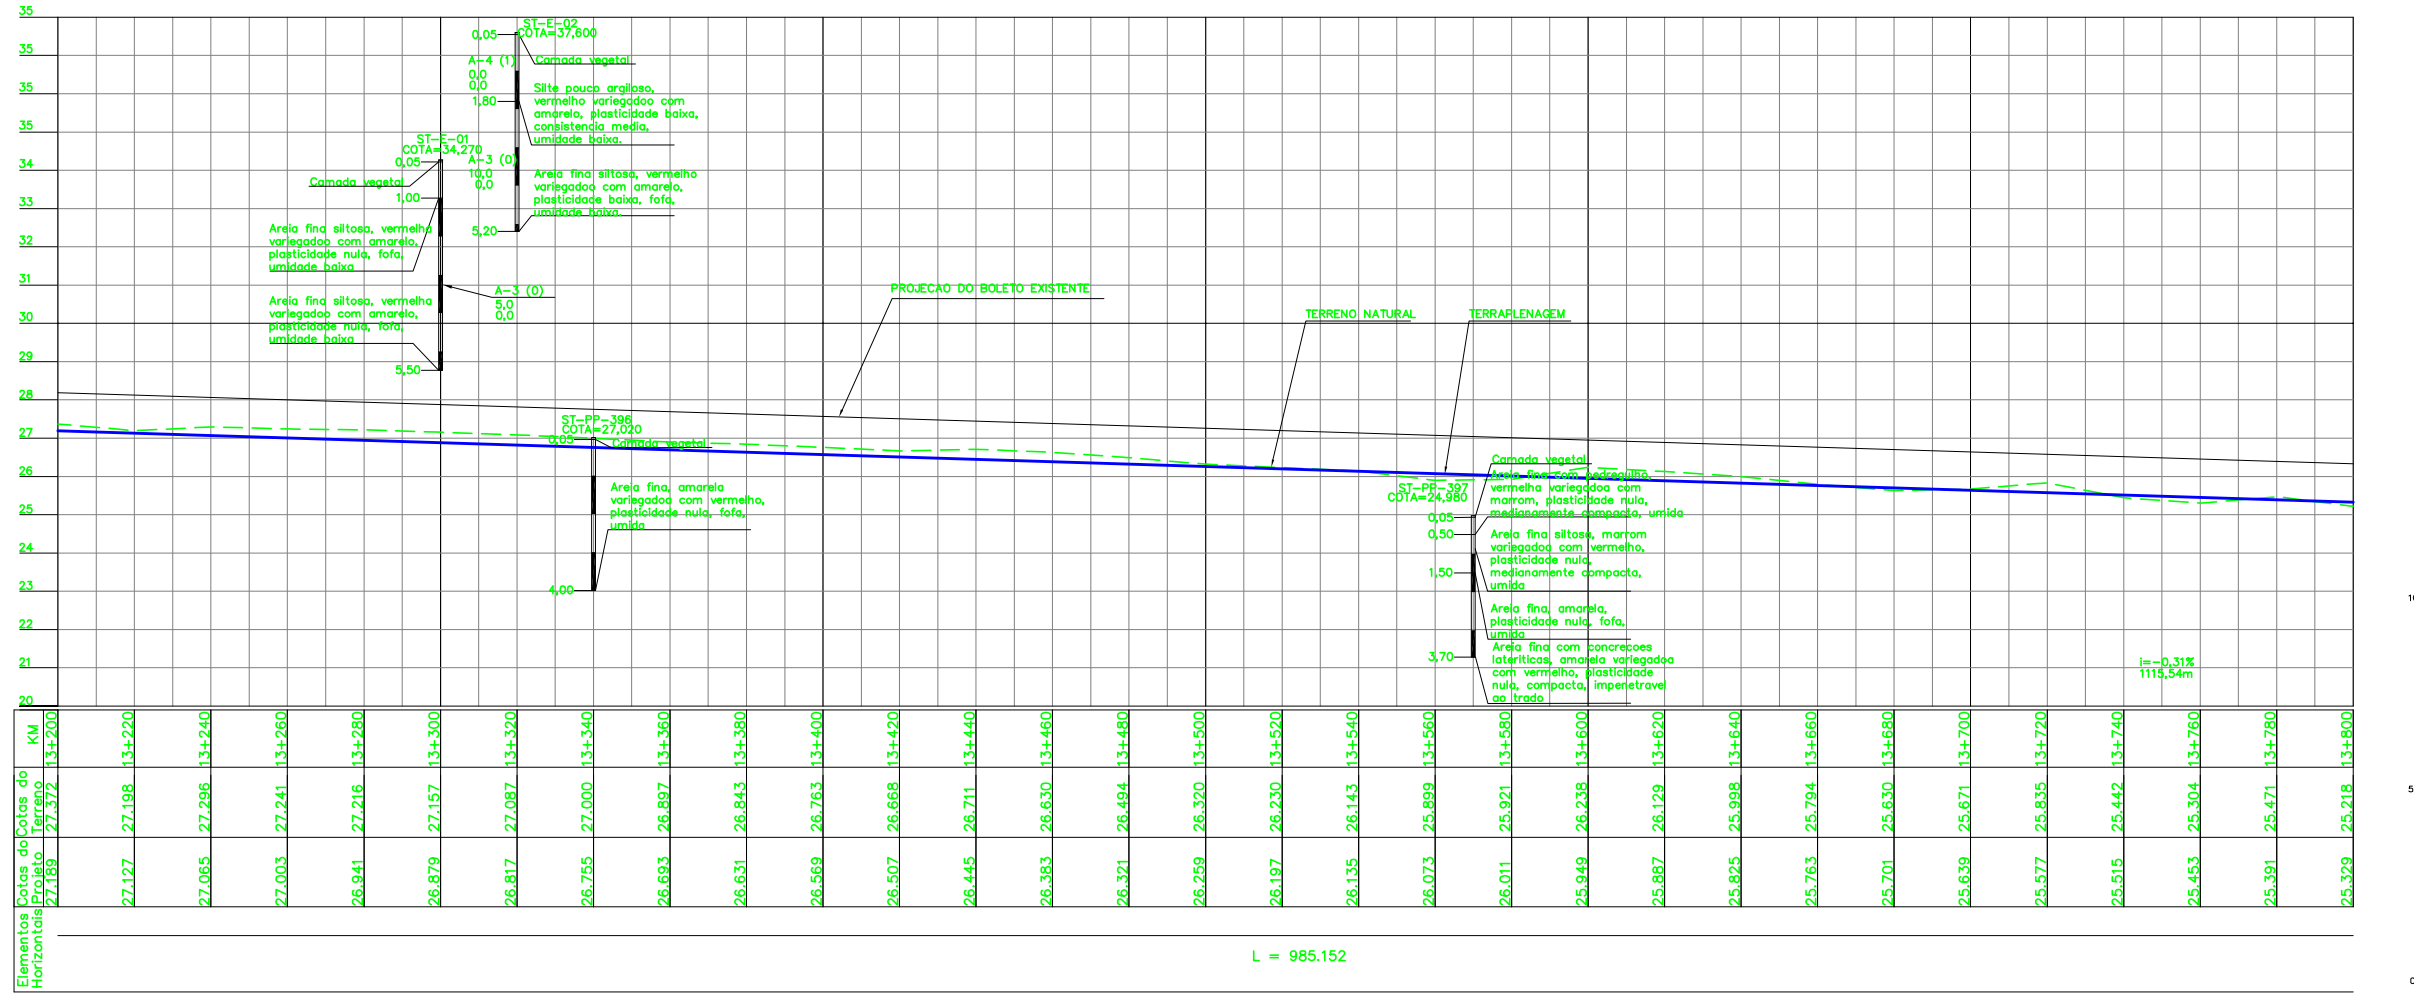 35
35
35
35
34
33
32
31
30
29
28
27
26
25
24
23
22
21
20
ST-E-02
COTA=37,600
0,05
Camada vegetal
A-4 (1)
0,0
0,0
1,80
Silte pouco argiloso,
vermelho variegadoo com
amarelo, plasticidade baixa,
consistencia media,
umidade baixa.
A-3 (0)
10,0
0,0
Areia fina siltosa, vermelho
variegadoo com amarelo,
plasticidade baixa, fofa,
umidade baixa.
5,20
ST-E-01
COTA=34,270
0,05
Camada vegetal
1,00
Areia fina siltosa, vermelha
variegadoo com amarelo,
plasticidade nula, fofa,
umidade baixa
A-3 (0)
5,0
0,0
Areia fina siltosa, vermelha
variegadoo com amarelo,
plasticidade nula, fofa,
umidade baixa
5,50
PROJECAO DO BOLETO EXISTENTE
TERRENO NATURAL
TERRAPLENAGEM
ST-PP-396
COTA=27,020
0,05
Camada vegetal
Areia fina, amarela
variegadoa com vermelho,
plasticidade nula, fofa,
umida
4,00
ST-PP-397
COTA=24,980
Camada vegetal
Areia fina com pedregulho,
vermelha variegadoo com
marrom, plasticidade nula,
medianamente compacta, umida
0,05
0,50
Areia fina siltosa, marrom
variegadoa com vermelho,
plasticidade nula,
medianamente compacta,
umida
1,50
Areia fina, amarela,
plasticidade nula, fofa,
umida
3,70
Areia fina com concrecoes
lateriticas, amarela variegadoa
com vermelho, plasticidade
nula, compacta, impenetravel
ao trado
i=-0,31%
1115,54m
KM 13+200 13+220 13+240 13+260 13+280 13+300 13+320 13+340 13+360 13+380 13+400 13+420 13+440 13+460 13+480 13+500 13+520 13+540 13+560 13+580 13+600 13+620 13+640 13+660 13+680 13+700 13+720 13+740 13+760 13+780 13+800
Cotas do
Terreno 27.372 27.198 27.296 27.241 27.216 27.157 27.087 27.000 26.897 26.843 26.763 26.668 26.711 26.630 26.494 26.320 26.230 26.143 25.899 25.921 26.238 26.129 25.998 25.794 25.630 25.671 25.835 25.442 25.304 25.471 25.218
Cotas do
Projeto 27.189 27.127 27.065 27.003 26.941 26.879 26.817 26.755 26.693 26.631 26.569 26.507 26.445 26.383 26.321 26.259 26.197 26.135 26.073 26.011 25.949 25.887 25.825 25.763 25.701 25.639 25.577 25.515 25.453 25.391 25.329
Elementos
Horizontais
L = 985.152
5